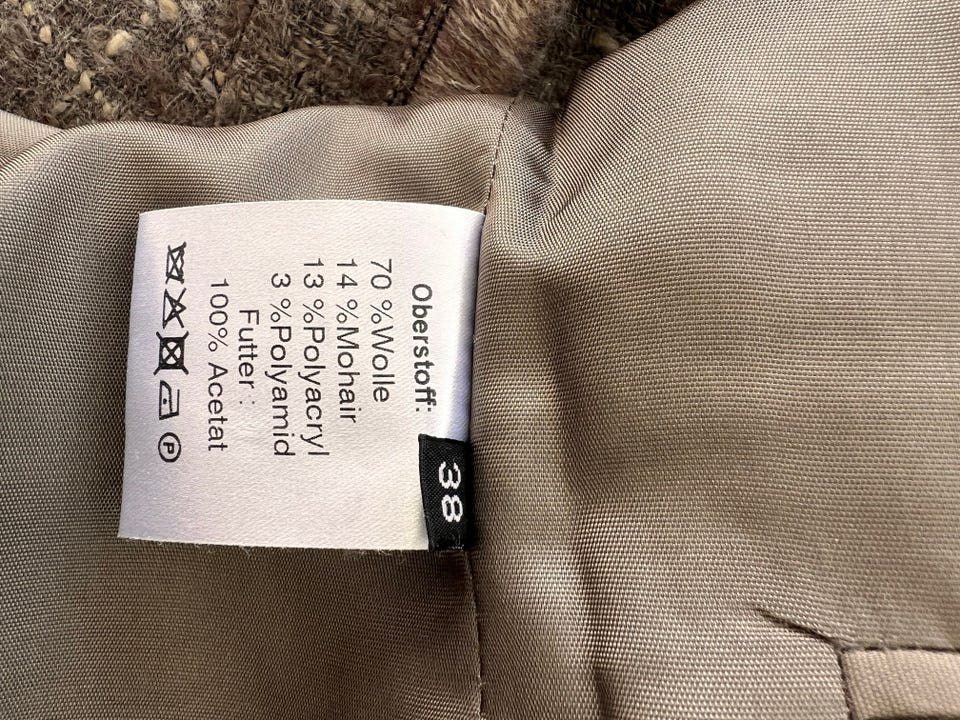 Oberstoff:
70 %Wolle
14 %Mohair
13 %Polyacryl
3 %Polyamid
Futter :
100% Acetat
P
38